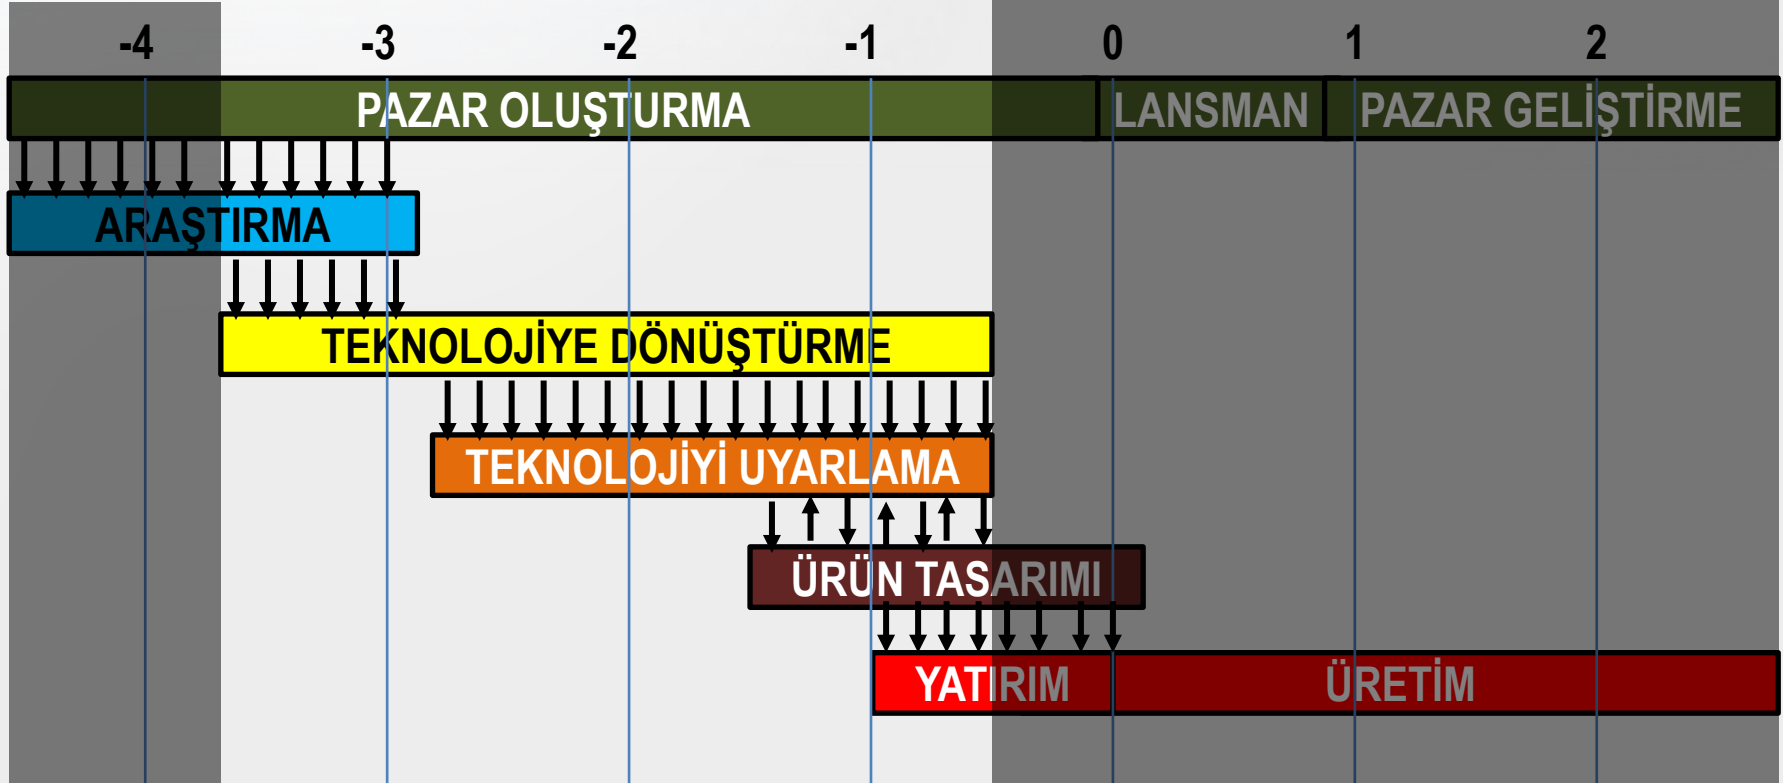 -4 -3 -2 -1 0 1 2
PAZAR OLUŞTURMA LANSMAN PAZAR GELİŞTİRME
ARAŞTIRMA
TEKNOLOJİYE DÖNÜŞTÜRME
TEKNOLOJİYİ UYARLAMA
ÜRÜN TASARIMI
YATIRIM ÜRETİM